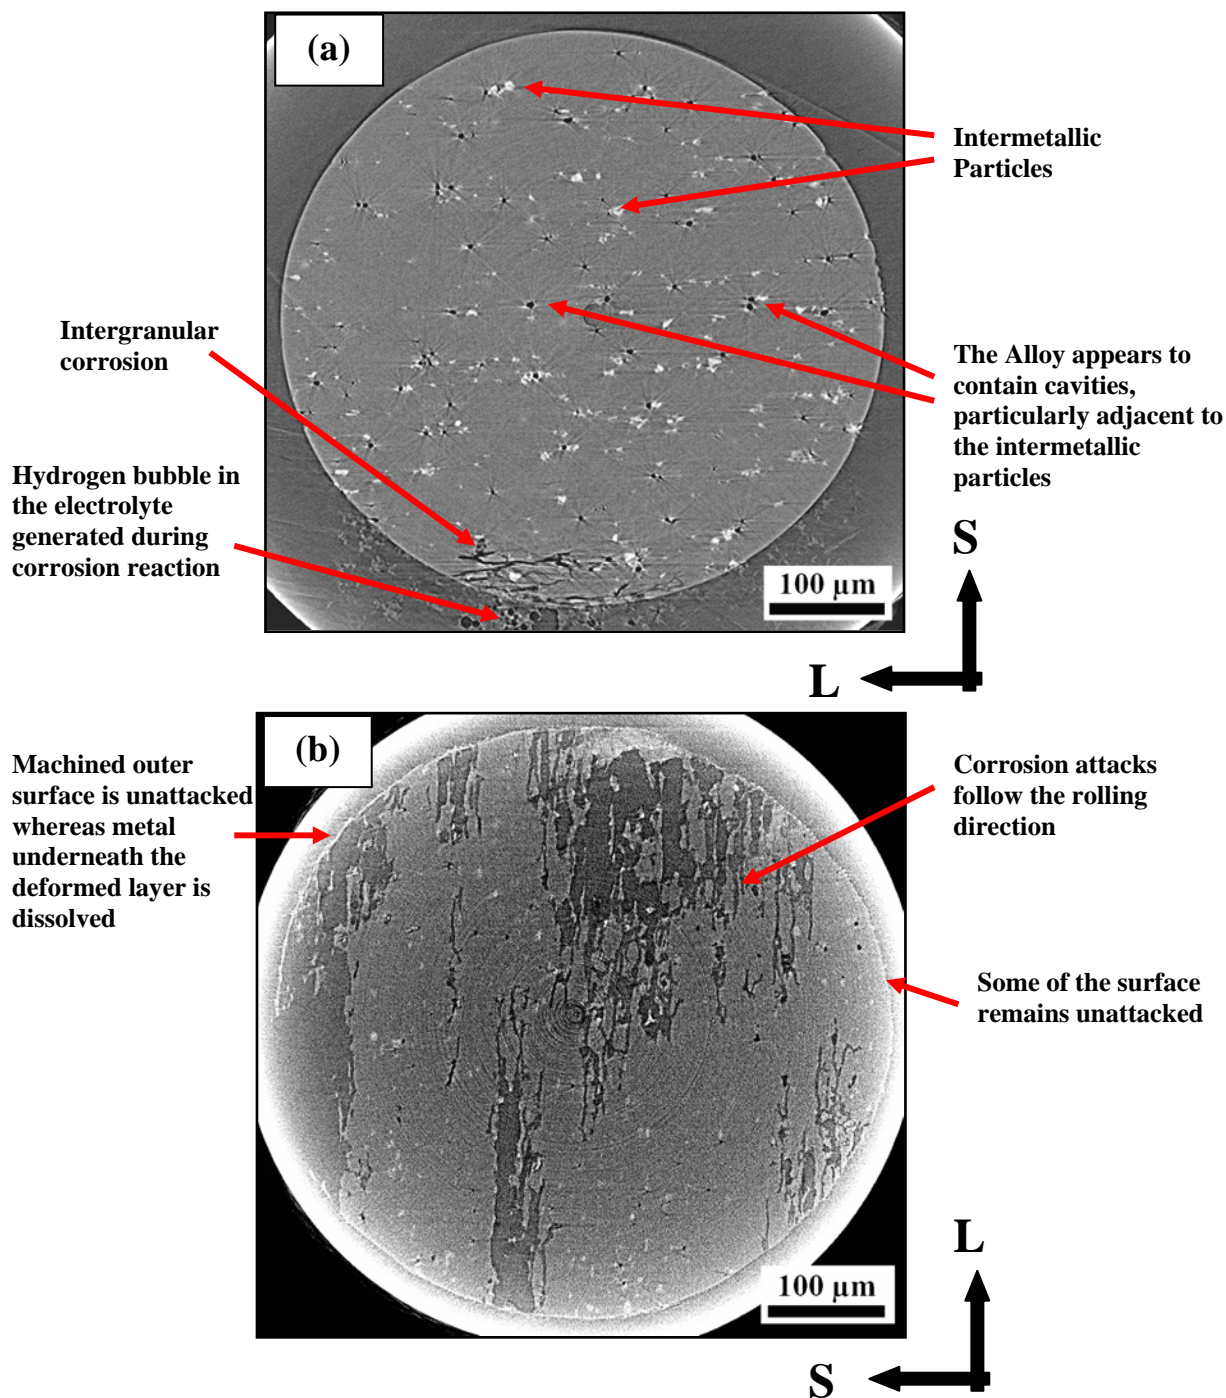 (a)
Intermetallic
Particles
Intergranular
corrosion
The Alloy appears to
contain cavities,
particularly adjacent to
the intermetallic
particles
Hydrogen bubble in
the electrolyte
generated during
corrosion reaction
100 µm
S
L
(b)
Machined outer
surface is unattacked
whereas metal
underneath the
deformed layer is
dissolved
Corrosion attacks
follow the rolling
direction
Some of the surface
remains unattacked
100 µm
L
S